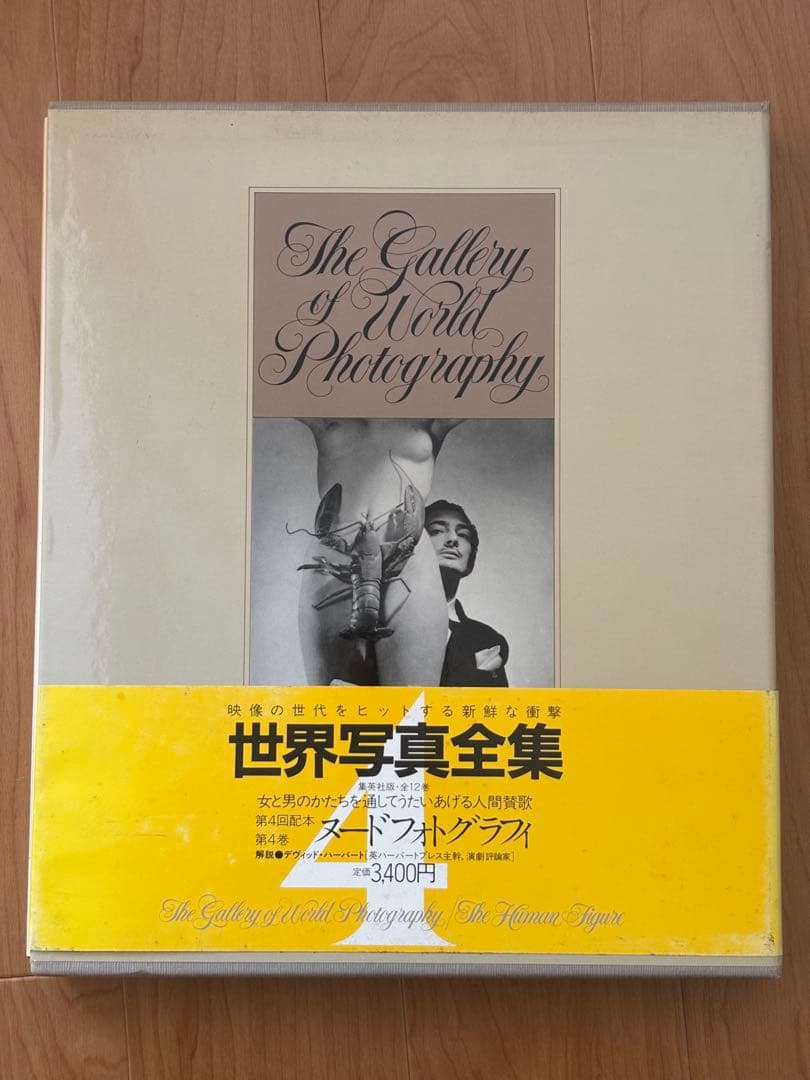 The Gallery
of World
Photography
映像の世代をヒットする新鮮な衝撃
世界写真全集
4
集英社版・全12巻
女と男のかたちを通してうたいあげる人間賛歌
第4回配本
第4巻
ヌードフォトグラフィ
解説●デヴィッド・ハーバート[英ハーバートプレス主幹、演劇評論家]
定価3,400円
The Gallery of World Photography/The Human Figure